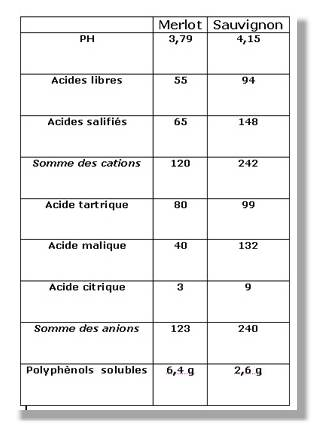 Merlot Sauvignon
PH 3,79 4,15
Acides libres 55 94
Acides salifiés 65 148
Somme des cations 120 242
Acide tartrique 80 99
Acide malique 40 132
Acide citrique 3 9
Somme des anions 123 240
Polyphènols solubles 6,4 g 2,6 g